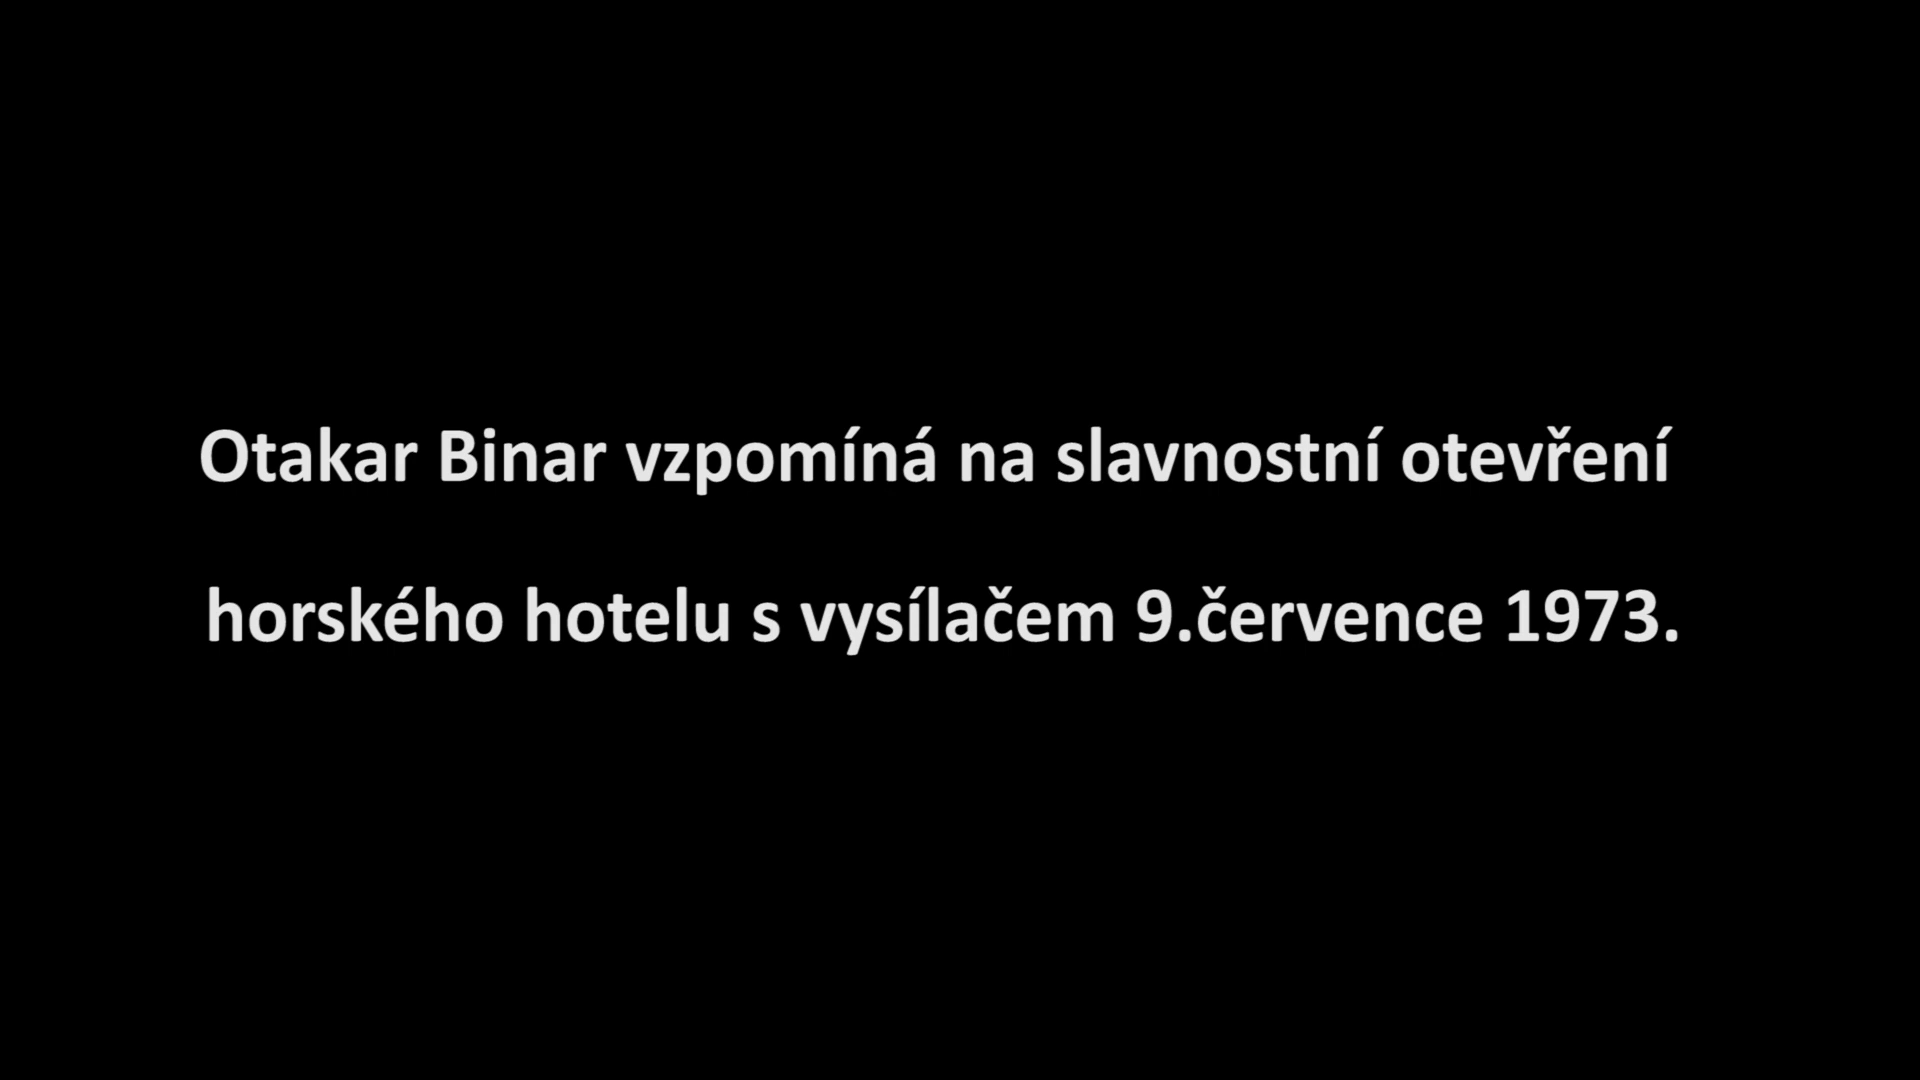 Otakar Binar vzpomíná na slavnostní otevření
horského hotelu s vysílačem 9.července 1973.